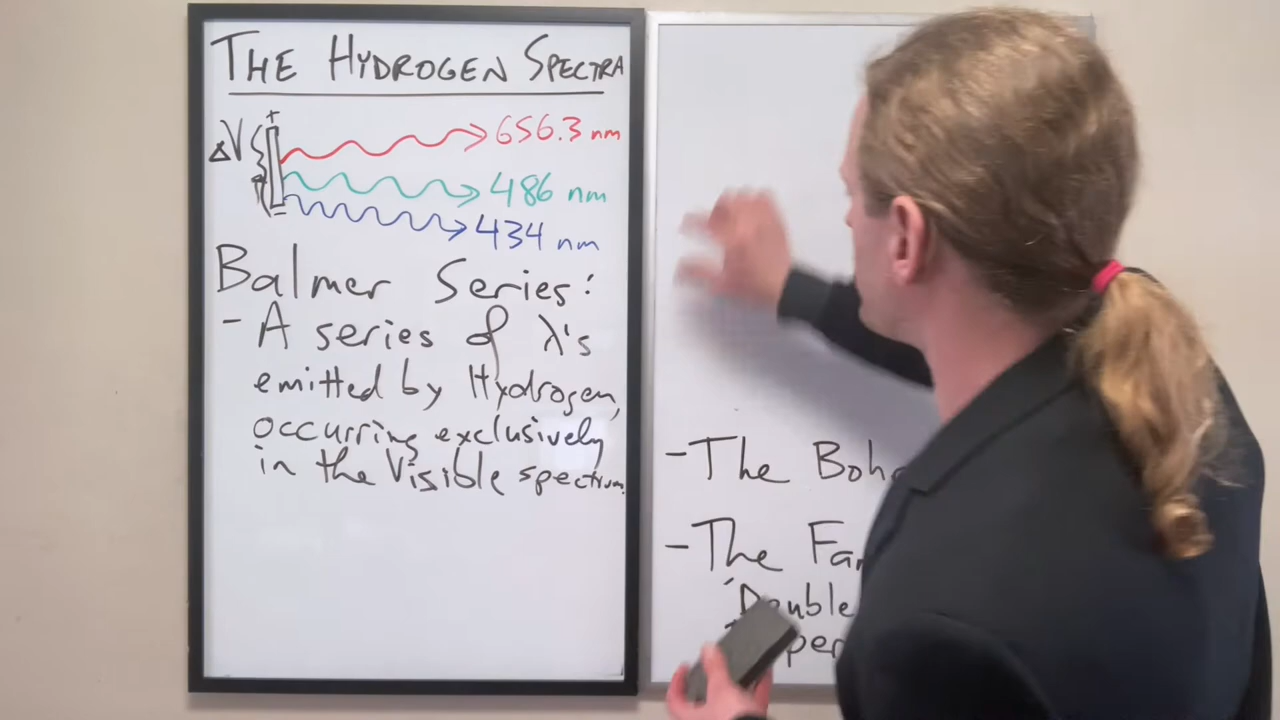 THE HYDROGEN SPECTRA
+
ΔV
656.3 nm
486 nm
-
434 nm
Balmer Series:
- A series of λ's
emitted by Hydrogen,
occurring exclusively
in the Visible spectrum.
- The Boh
- The Fa
Double
per